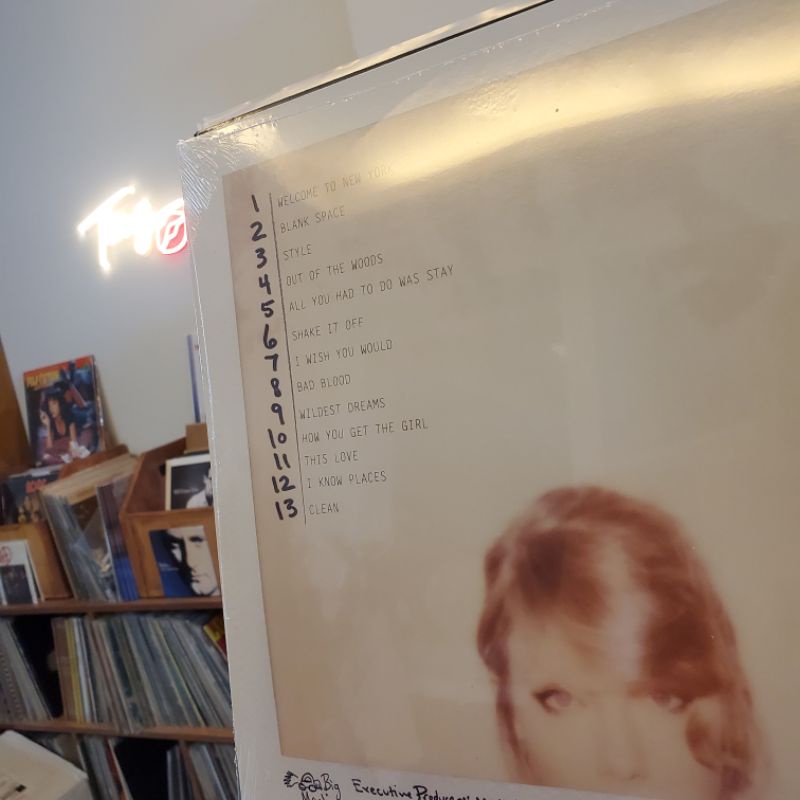 1 WELCOME TO NEW YORK
2 BLANK SPACE
3 STYLE
4 OUT OF THE WOODS
5 ALL YOU HAD TO DO WAS STAY
6 SHAKE IT OFF
7 I WISH YOU WOULD
8 BAD BLOOD
9 WILDEST DREAMS
10 HOW YOU GET THE GIRL
11 THIS LOVE
12 I KNOW PLACES
13 CLEAN
Big
Executive